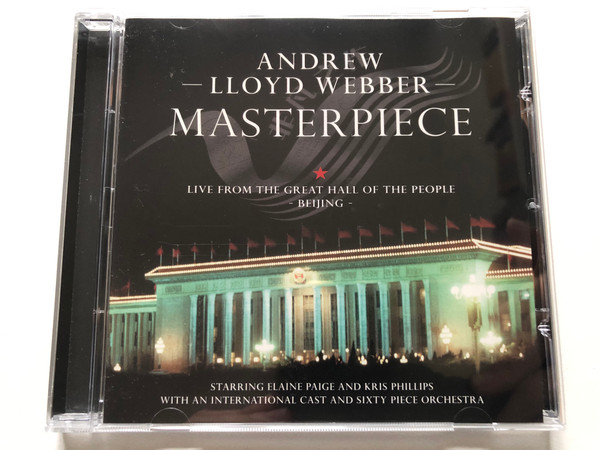 ANDREW
—LLOYD WEBBER—
MASTERPIECE
LIVE FROM THE GREAT HALL OF THE PEOPLE
- BEIJING -
STARRING ELAINE PAIGE AND KRIS PHILLIPS
WITH AN INTERNATIONAL CAST AND SIXTY PIECE ORCHESTRA